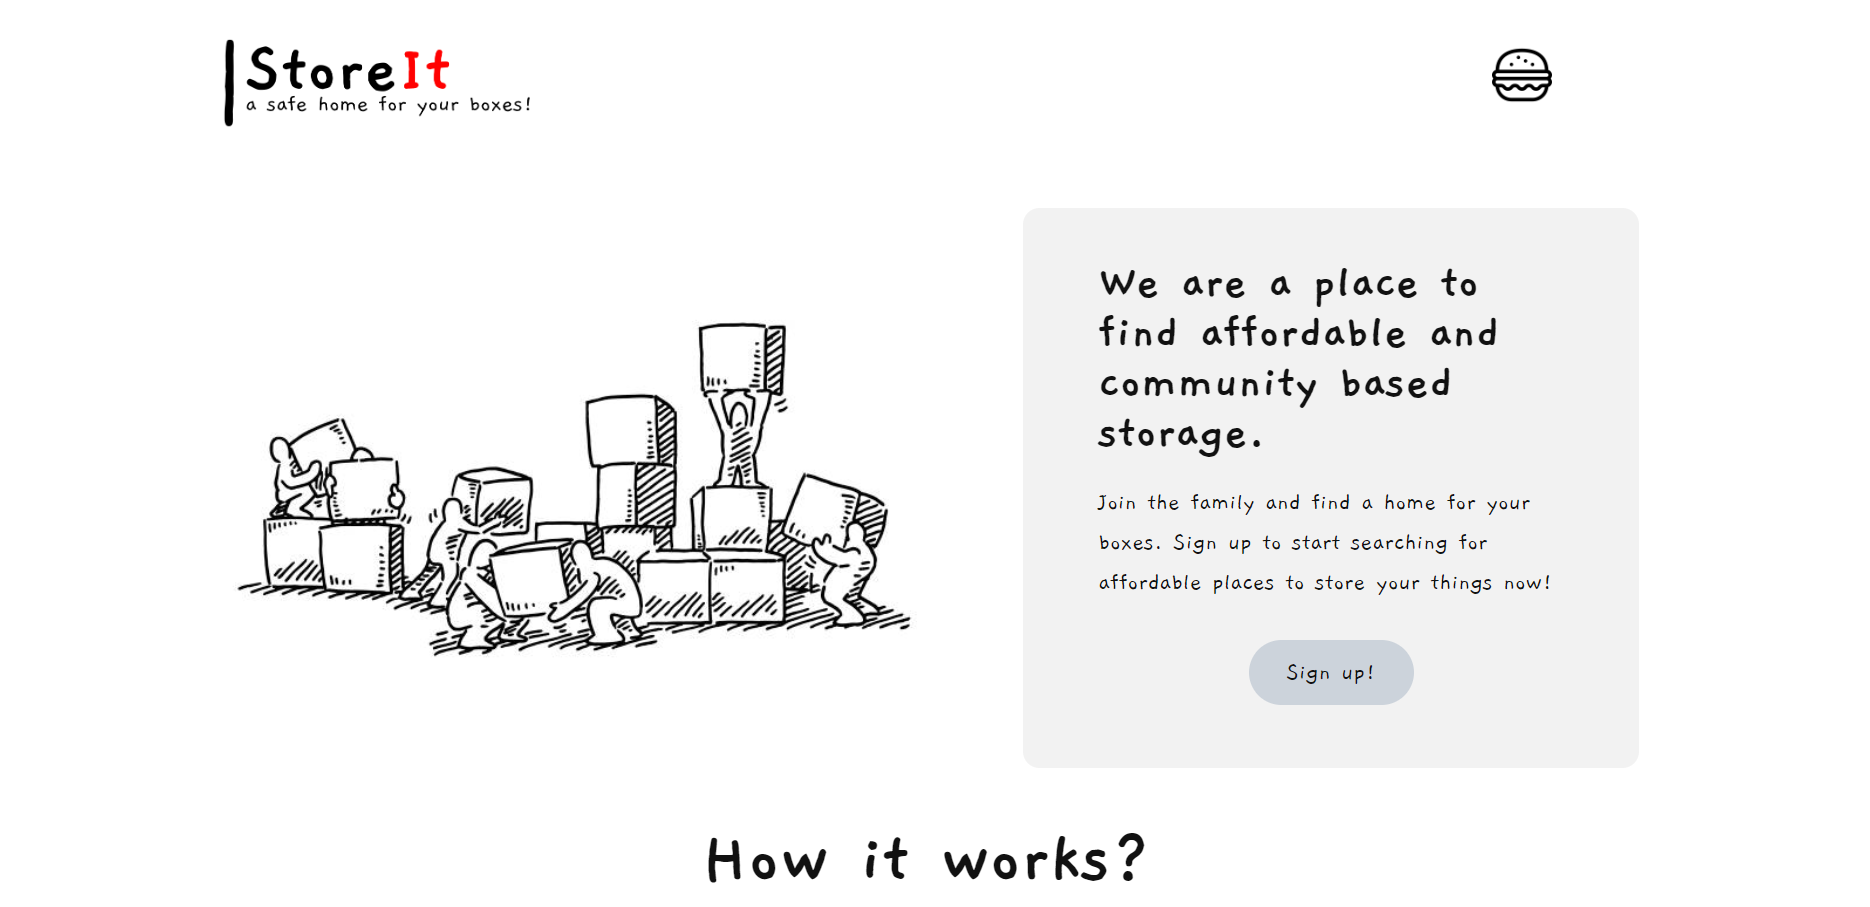 StoreIt
a safe home for your boxes!
We are a place to
find affordable and
community based
storage.
Join the family and find a home for your
boxes. Sign up to start searching for
affordable places to store your things now!
Sign up!
How it works?